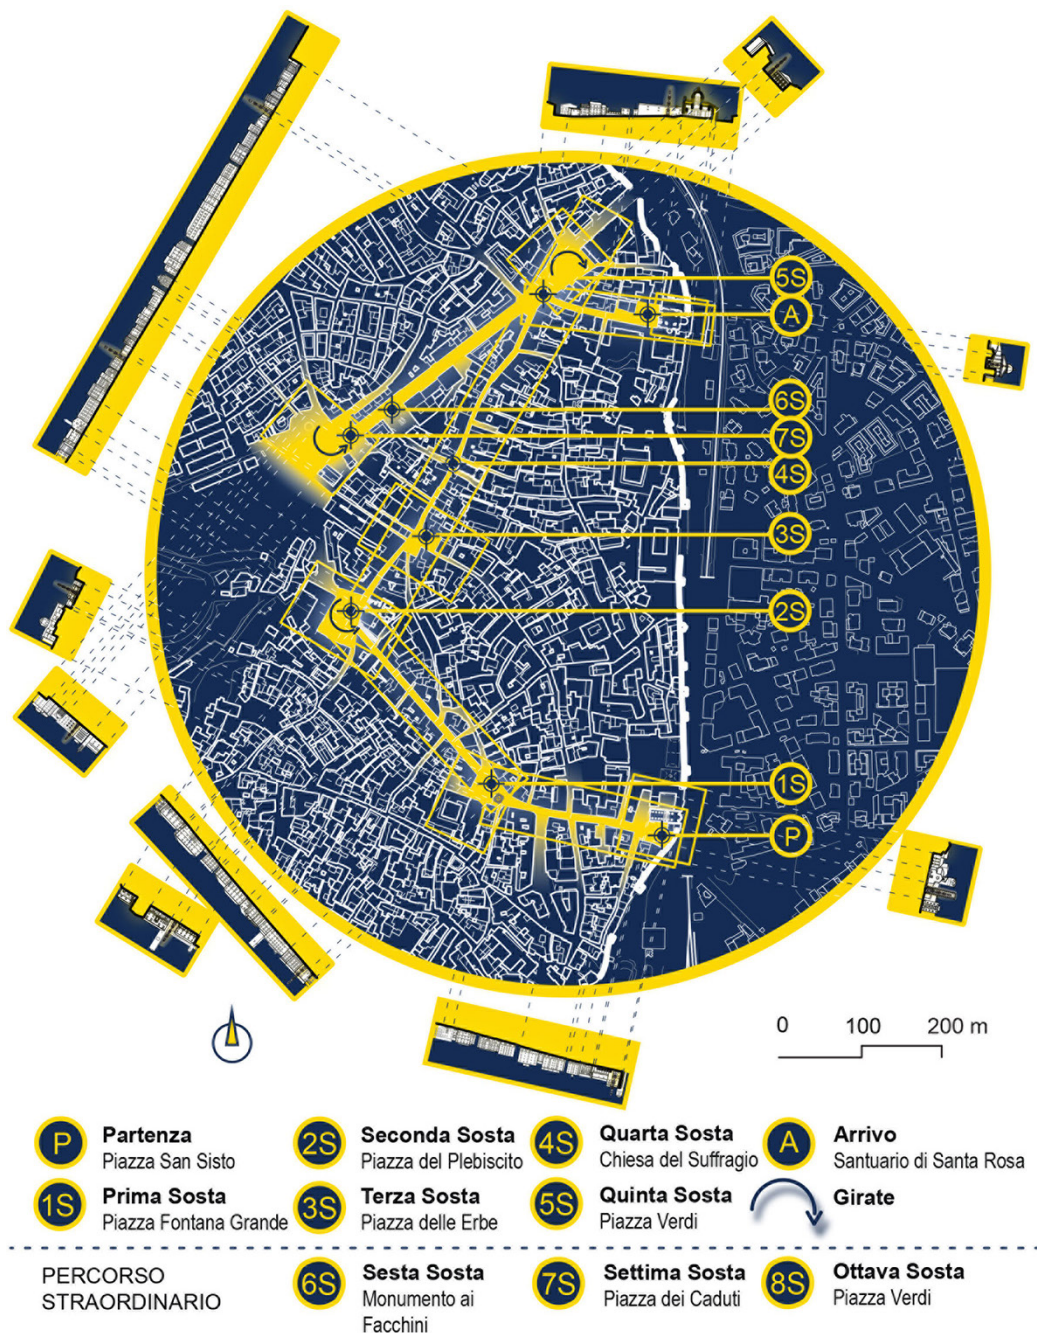 5S
A
6S
7S
4S
3S
2S
1S
P
0 100 200 m
P Partenza
Piazza San Sisto
2S Seconda Sosta
Piazza del Plebiscito
4S Quarta Sosta
Chiesa del Suffragio
A Arrivo
Santuario di Santa Rosa
1S Prima Sosta
Piazza Fontana Grande
3S Terza Sosta
Piazza delle Erbe
5S Quinta Sosta
Piazza Verdi
Girate
PERCORSO
STRAORDINARIO
6S Sesta Sosta
Monumento ai
Facchini
7S Settima Sosta
Piazza dei Caduti
8S Ottava Sosta
Piazza Verdi